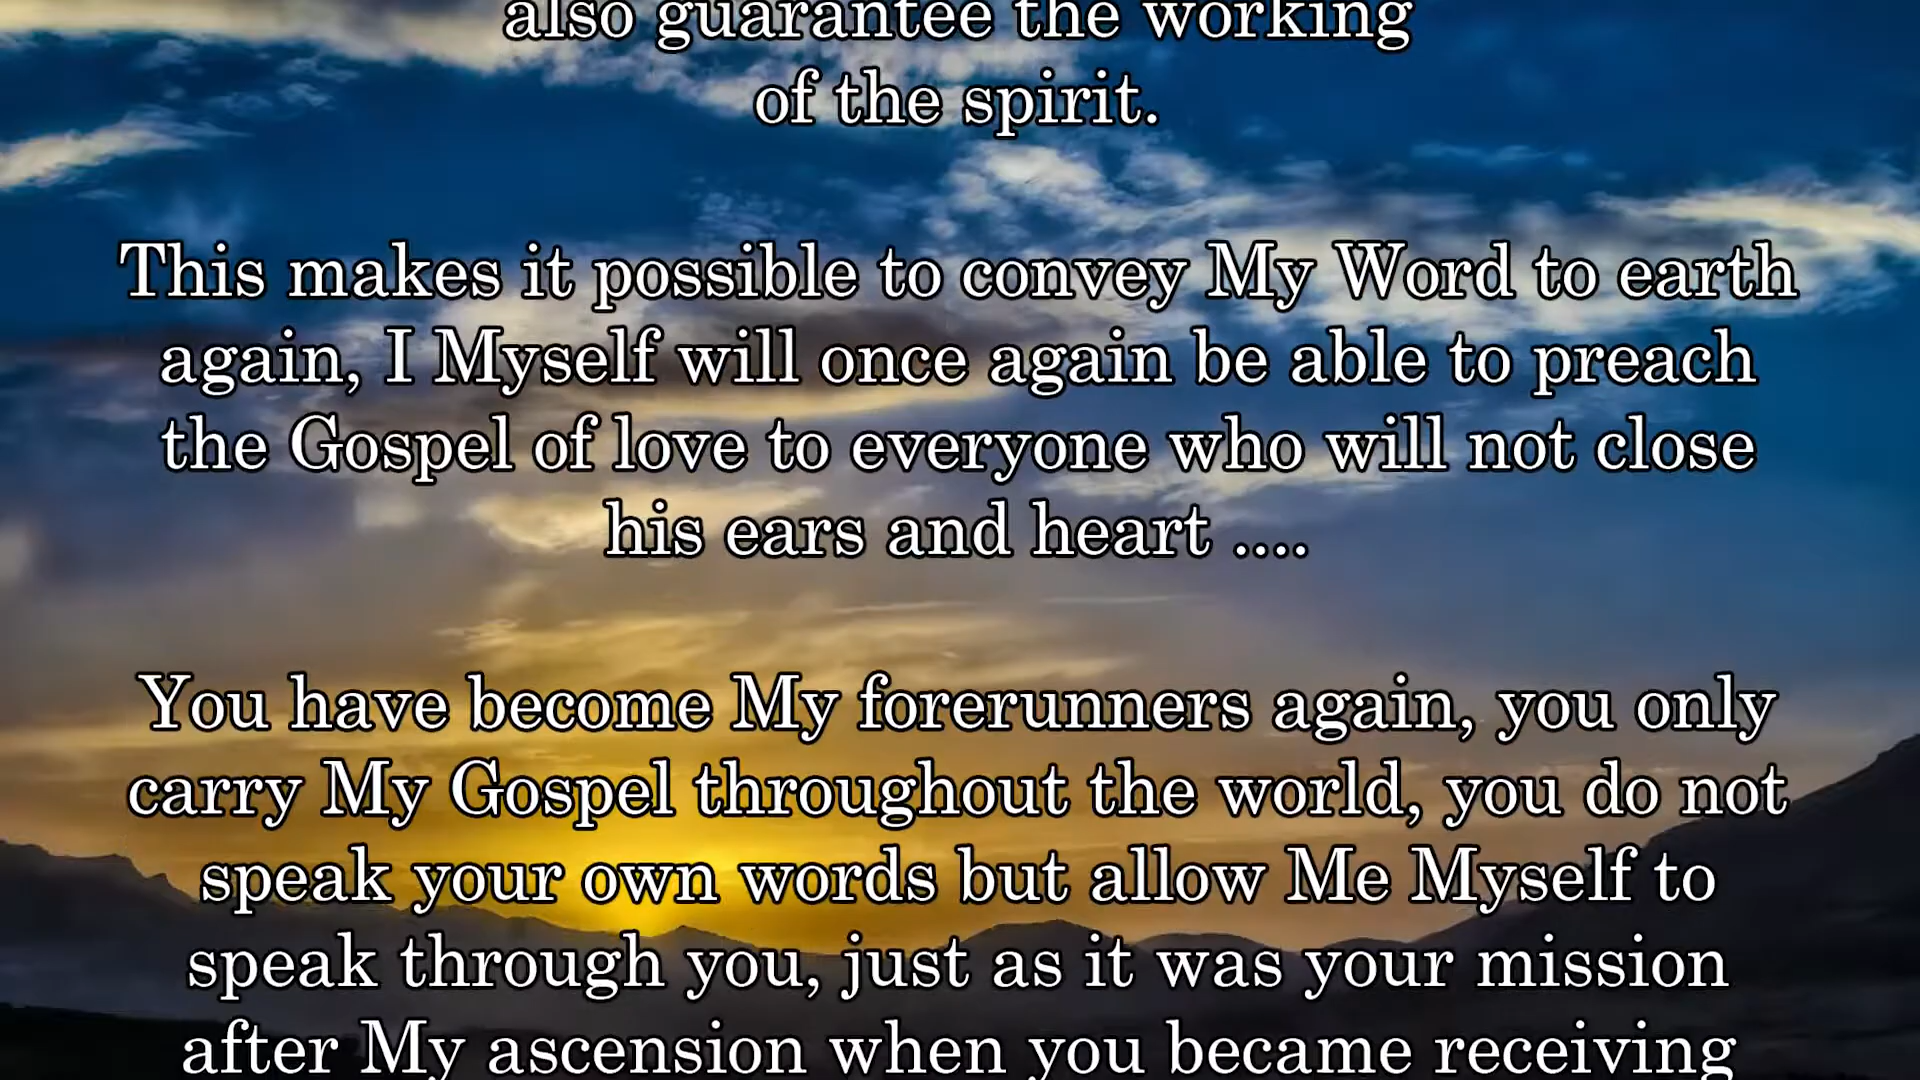 also guarantee the working
of the spirit.
This makes it possible to convey My Word to earth
again, I Myself will once again be able to preach
the Gospel of love to everyone who will not close
his ears and heart ....
You have become My forerunners again, you only
carry My Gospel throughout the world, you do not
speak your own words but allow Me Myself to
speak through you, just as it was your mission
after My ascension when you became receiving